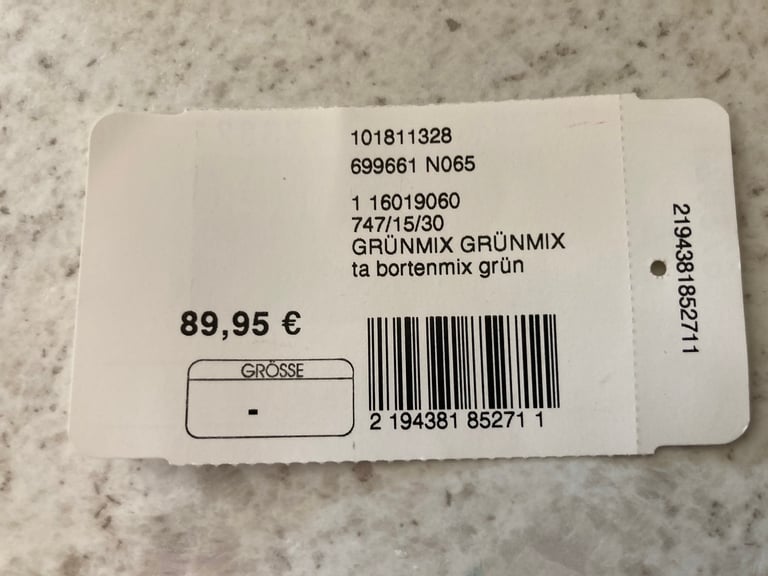 101811328
699661 N065
1 16019060
747/15/30
GRÜNMIX GRÜNMIX
ta bortenmix grün
89,95 €
GRÖSSE
-
2 194381 85271 1
2194381852711